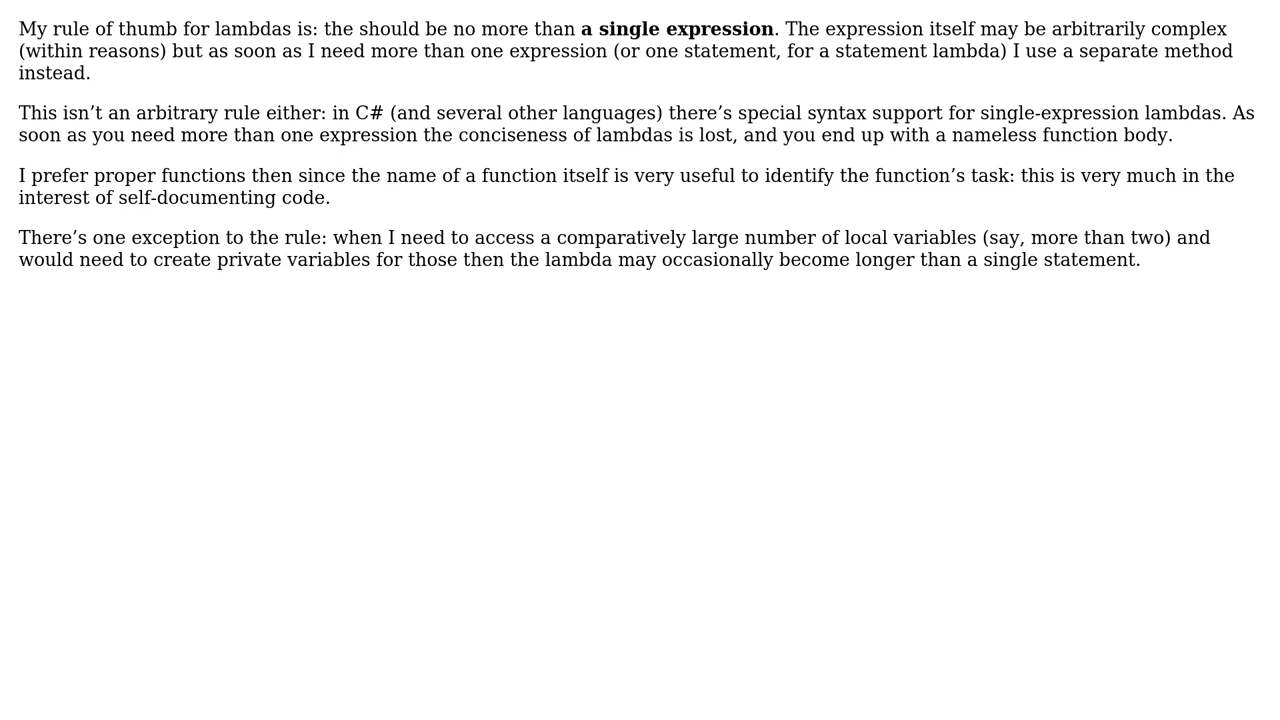 My rule of thumb for lambdas is: the should be no more than a single expression. The expression itself may be arbitrarily complex
(within reasons) but as soon as I need more than one expression (or one statement, for a statement lambda) I use a separate method
instead.
This isn’t an arbitrary rule either: in C# (and several other languages) there’s special syntax support for single-expression lambdas. As
soon as you need more than one expression the conciseness of lambdas is lost, and you end up with a nameless function body.
I prefer proper functions then since the name of a function itself is very useful to identify the function’s task: this is very much in the
interest of self-documenting code.
There’s one exception to the rule: when I need to access a comparatively large number of local variables (say, more than two) and
would need to create private variables for those then the lambda may occasionally become longer than a single statement.